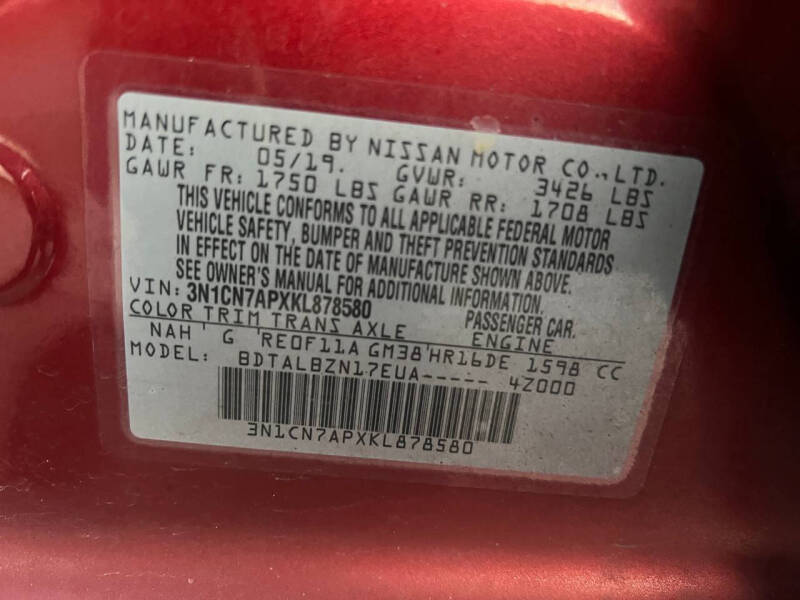 MANUFACTURED BY NISSAN MOTOR CO., LTD.
DATE: 05/19. GVWR: 3426 LBS
GAWR FR: 1750 LBS GAWR RR: 1708 LBS
THIS VEHICLE CONFORMS TO ALL APPLICABLE FEDERAL MOTOR
VEHICLE SAFETY, BUMPER AND THEFT PREVENTION STANDARDS
IN EFFECT ON THE DATE OF MANUFACTURE SHOWN ABOVE.
SEE OWNER'S MANUAL FOR ADDITIONAL INFORMATION.
VIN: 3N1CN7APXKL878580 PASSENGER CAR.
COLOR TRIM TRANS AXLE ENGINE
NAH ' G 'RE0F11A GM38'HR16DE 1598 CC
MODEL: BDTALBZN17EUA----- 4Z000
3N1CN7APXKL878580